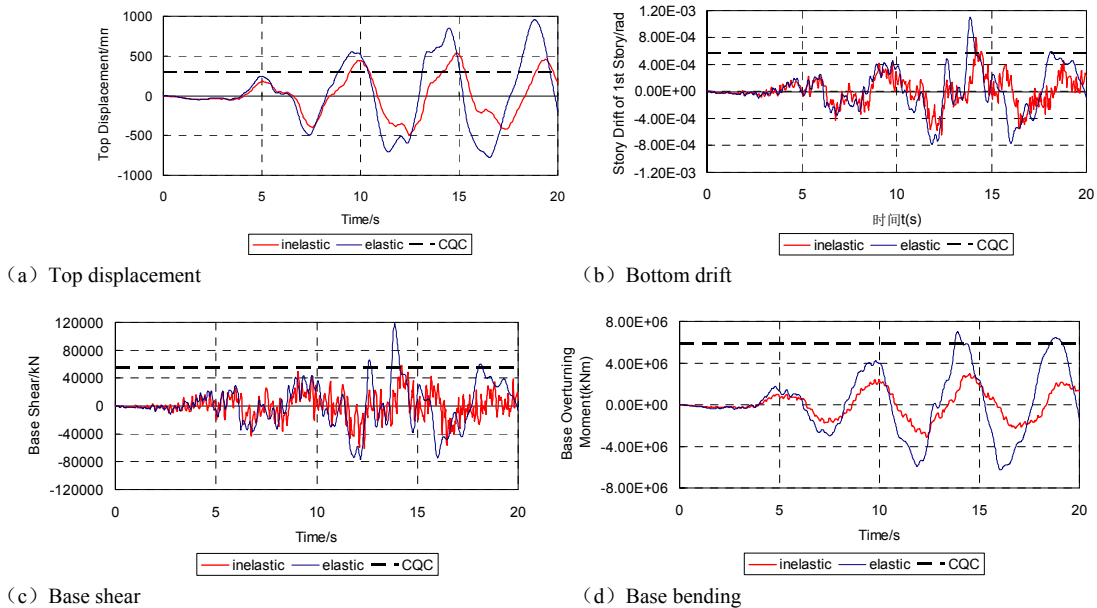 Top Displacement/mn
1000
500
0
-500
-1000
0 5 10 15 20
Time/s
inelastic elastic CQC
（a）Top displacement
Story Drift of 1st Story/rad
1.20E-03
8.00E-04
4.00E-04
0.00E+00
-4.00E-04
-8.00E-04
-1.20E-03
0 5 10 15 20
时间t(s)
inelastic elastic CQC
（b）Bottom drift
Base Shear/kN
120000
80000
40000
0
-40000
-80000
-120000
0 5 10 15 20
Time/s
inelastic elastic CQC
（c）Base shear
Base Overturning
Moment(kNm)
8.00E+06
4.00E+06
0.00E+00
-4.00E+06
-8.00E+06
0 5 10 15 20
Time/s
inelastic elastic CQC
（d）Base bending